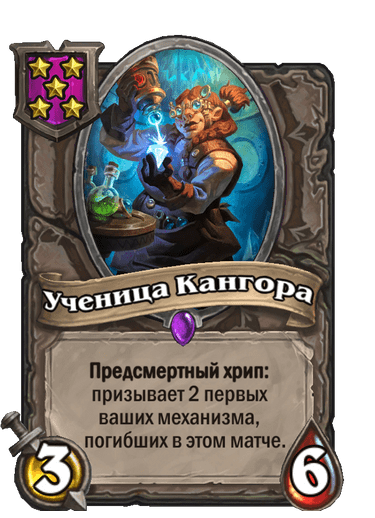 Ученица Кангора
Предсмертный хрип:
призывает 2 первых
ваших механизма,
погибших в этом матче.
3
6